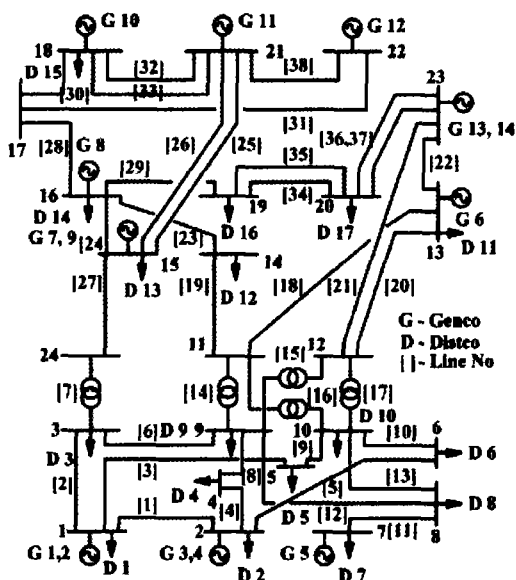 G 10 G 11 G 12
18 21 22
D 15 [32] [38]
[30] [33] 23
17 [31] G 13, 14
[28] G 8 [26] [25] [36,37]
[29] [35] [22]
16 19 [34] 20 G 6
D 14 [23] D 16 D 17 13 D 11
G 7, 9 [24] 15 14
[27] D 13 [19] D 12 [18] [21] [20]
24 11 12 G - Genco
[15] D - Distco
[7] [14] [16] [17] [ ] - Line No
D 10
3 [6] D 9 9 10 [10] 6
D 3 [3] [8] 5 [9] D 6
[2] D 4 4 [5] [13]
[1] [4] D 5 [12] D 8
1 2 7 [11] 8
G 1,2 D 1 G 3,4 D 2 G 5 D 7